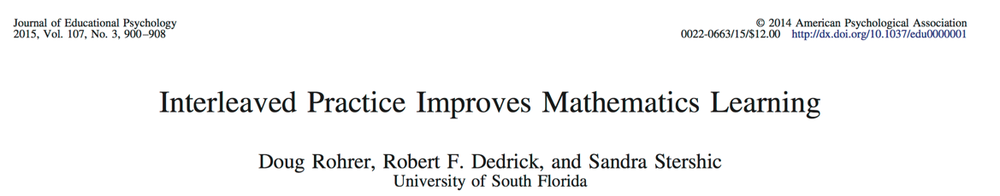 Journal of Educational Psychology
2015, Vol. 107, No. 3, 900–908
© 2014 American Psychological Association
0022-0663/15/$12.00 http://dx.doi.org/10.1037/edu0000001
Interleaved Practice Improves Mathematics Learning
Doug Rohrer, Robert F. Dedrick, and Sandra Stershic
University of South Florida